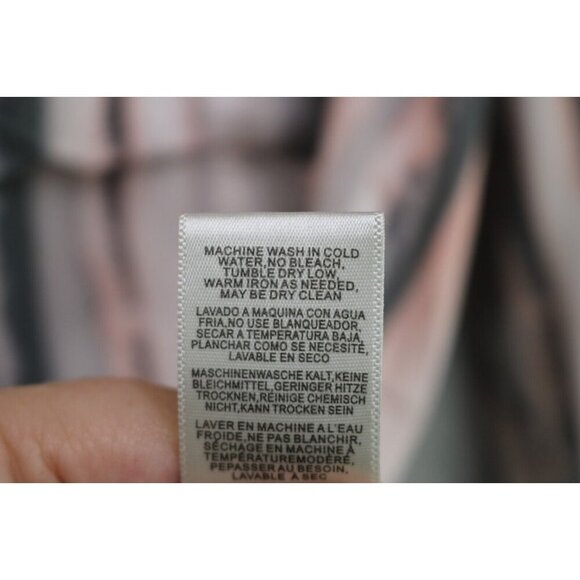 MACHINE WASH IN COLD
WATER,NO BLEACH,
TUMBLE DRY LOW,
WARM IRON AS NEEDED,
MAY BE DRY CLEAN
LAVADO A MAQUINA CON AGUA
FRIA,NO USE BLANQUEADOR,
SECAR A TEMPERATURA BAJA,
PLANCHAR COMO SE NECESITÉ,
LAVABLE EN SECO
MASCHINENWASCHE KALT,KEINE
BLEICHMITTEL,GERINGER HITZE
TROCKNEN,REINIGE CHEMISCH
NICHT,KANN TROCKEN SEIN
LAVER EN MACHINE A L'EAU
FROIDE,NE PAS BLANCHIR,
SÉCHAGE EN MACHINE À
TEMPÉRATUREMODÉRÉ,
PEPASSER AU BESOIN,
LAVABLE À SEC